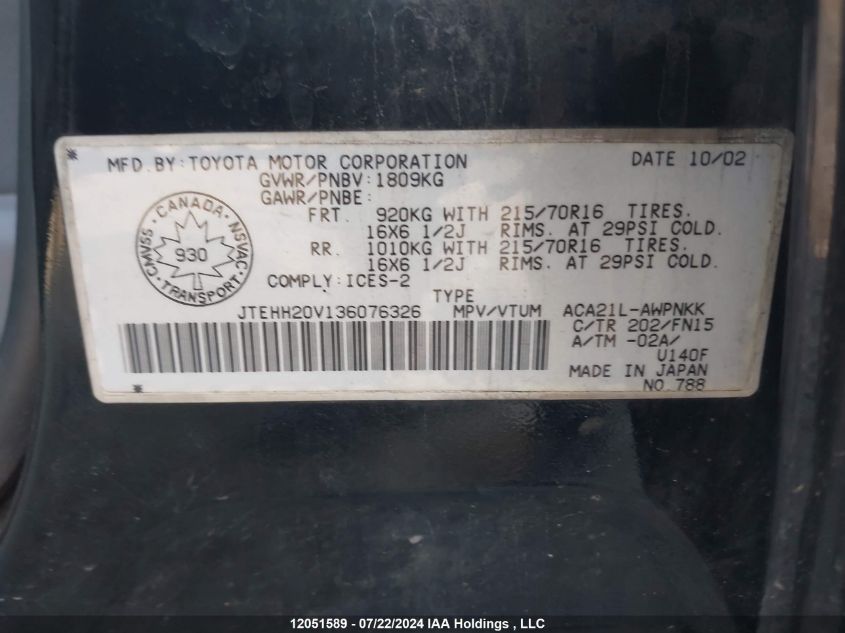 * MFD.BY:TOYOTA MOTOR CORPORATION DATE 10/02
GVWR/PNBV:1809KG
GAWR/PNBE:
FRT. 920KG WITH 215/70R16 TIRES.
16X6 1/2J RIMS. AT 29PSI COLD.
RR. 1010KG WITH 215/70R16 TIRES.
16X6 1/2J RIMS. AT 29PSI COLD.
CANADA
CMVSS 930 NSVAC
TRANSPORT
COMPLY:ICES-2
TYPE
JTEHH20V136076326 MPV/VTUM ACA21L-AWPNKK
C/TR 202/FN15
A/TM -02A/
U140F
MADE IN JAPAN
* NO.788
12051589 - 07/22/2024 IAA Holdings , LLC